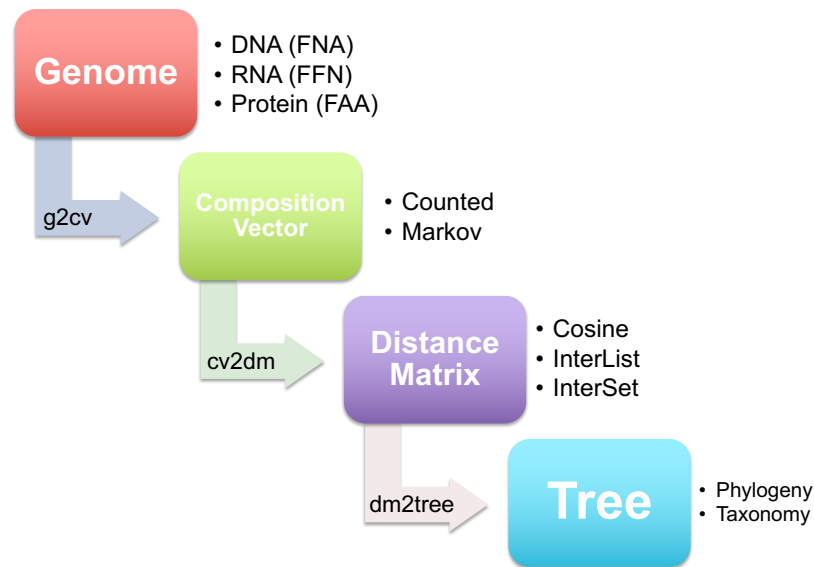 Genome
• DNA (FNA)
• RNA (FFN)
• Protein (FAA)
g2cv
Composition
Vector
• Counted
• Markov
cv2dm
Distance
Matrix
• Cosine
• InterList
• InterSet
dm2tree
Tree
• Phylogeny
• Taxonomy